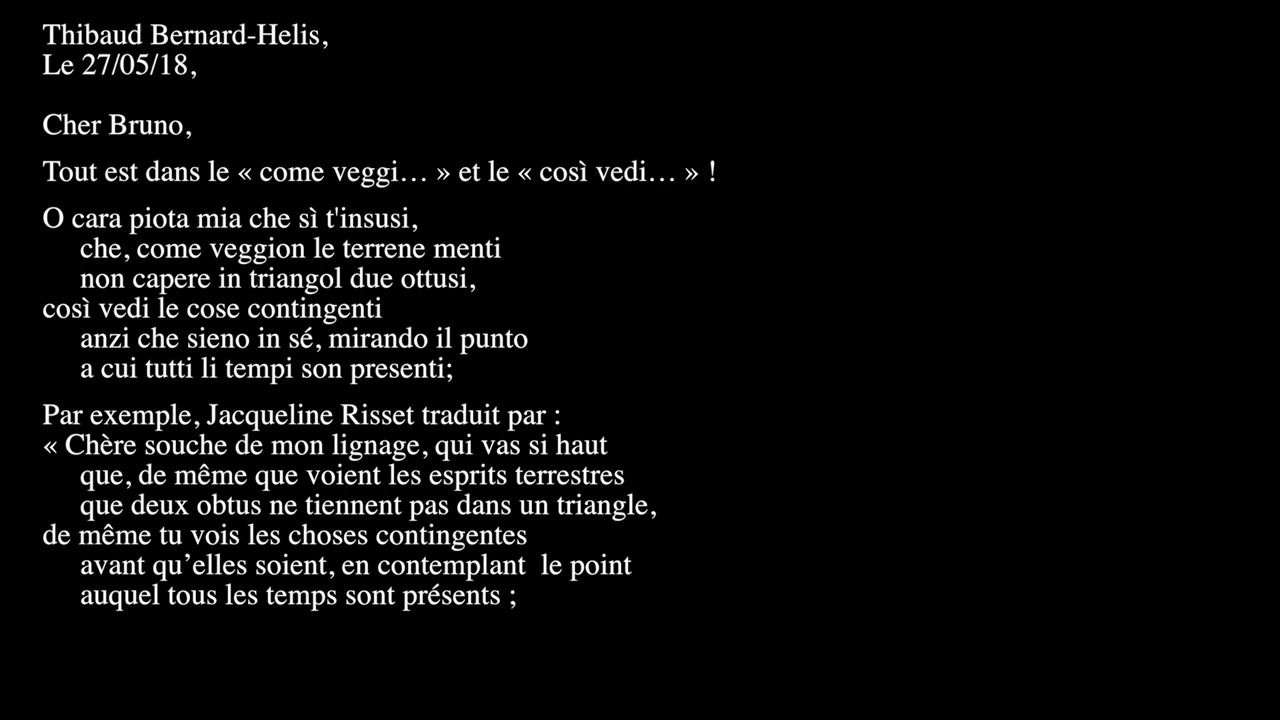 Thibaud Bernard-Helis,
Le 27/05/18,
Cher Bruno,
Tout est dans le « come veggi… » et le « così vedi… » !
O cara piota mia che sì t'insusi,
che, come veggion le terrene menti
non capere in triangol due ottusi,
così vedi le cose contingenti
anzi che sieno in sé, mirando il punto
a cui tutti li tempi son presenti;
Par exemple, Jacqueline Risset traduit par :
« Chère souche de mon lignage, qui vas si haut
que, de même que voient les esprits terrestres
que deux obtus ne tiennent pas dans un triangle,
de même tu vois les choses contingentes
avant qu’elles soient, en contemplant  le point
auquel tous les temps sont présents ;